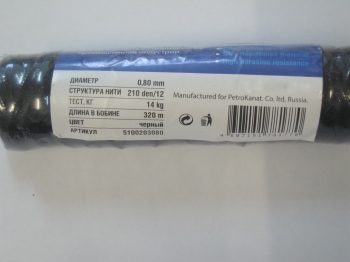 ДИАМЕТР 0,80 mm
СТРУКТУРА НИТИ 210 den/12
ТЕСТ, КГ 14 kg
ДЛИНА В БОБИНЕ 320 m
ЦВЕТ черный
АРТИКУЛ 5100203080
Manufactured for PetroKanat. Co. ltd, Russia.